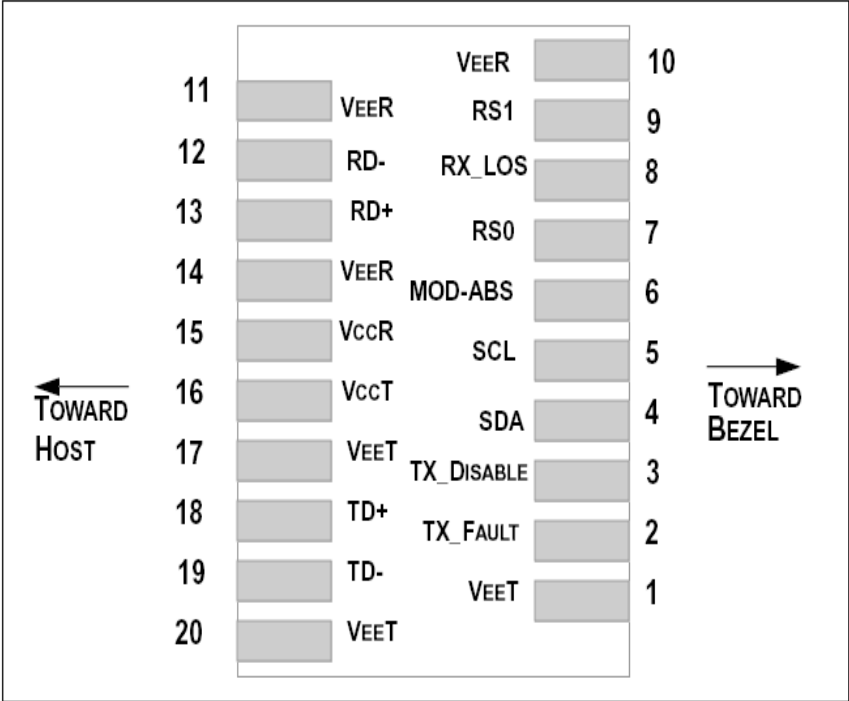 11 VEER
12 RD-
13 RD+
14 VEER
15 VCCR
16 VCCT
17 VEET
18 TD+
19 TD-
20 VEET
VEER 10
RS1 9
RX_LOS 8
RS0 7
MOD-ABS 6
SCL 5
SDA 4
TX_DISABLE 3
TX_FAULT 2
VEET 1
TOWARD
HOST
TOWARD
BEZEL